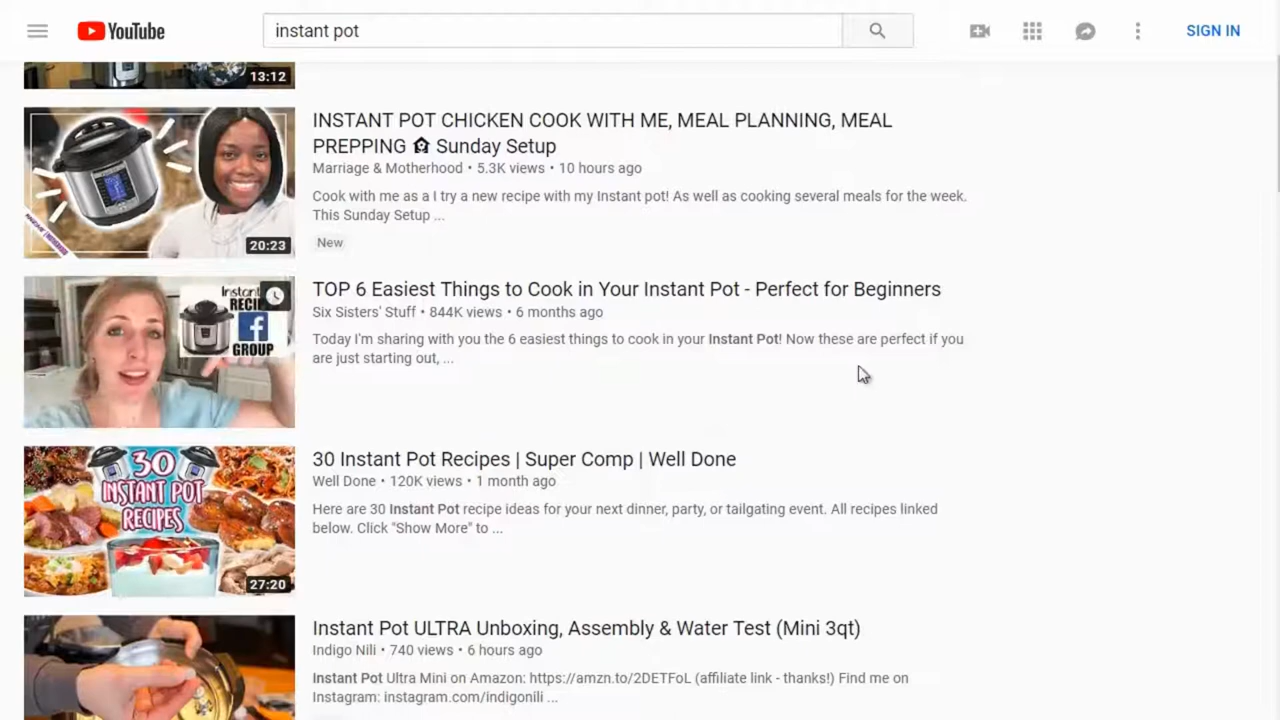 YouTube
instant pot
SIGN IN
13:12
INSTANT POT CHICKEN COOK WITH ME, MEAL PLANNING, MEAL
PREPPING Sunday Setup
Marriage & Motherhood • 5.3K views • 10 hours ago
Cook with me as a I try a new recipe with my Instant pot! As well as cooking several meals for the week.
This Sunday Setup ...
20:23
New
Instant
GROUP
TOP 6 Easiest Things to Cook in Your Instant Pot - Perfect for Beginners
Six Sisters' Stuff • 844K views • 6 months ago
Today I'm sharing with you the 6 easiest things to cook in your Instant Pot! Now these are perfect if you
are just starting out, ...
30
INSTANT POT
RECIPES
27:20
30 Instant Pot Recipes | Super Comp | Well Done
Well Done • 120K views • 1 month ago
Here are 30 Instant Pot recipe ideas for your next dinner, party, or tailgating event. All recipes linked
below. Click "Show More" to ...
Instant Pot ULTRA Unboxing, Assembly & Water Test (Mini 3qt)
Indigo Nili • 740 views • 6 hours ago
Instant Pot Ultra Mini on Amazon: https://amzn.to/2DETFoL (affiliate link - thanks!) Find me on
Instagram: instagram.com/indigonili ...